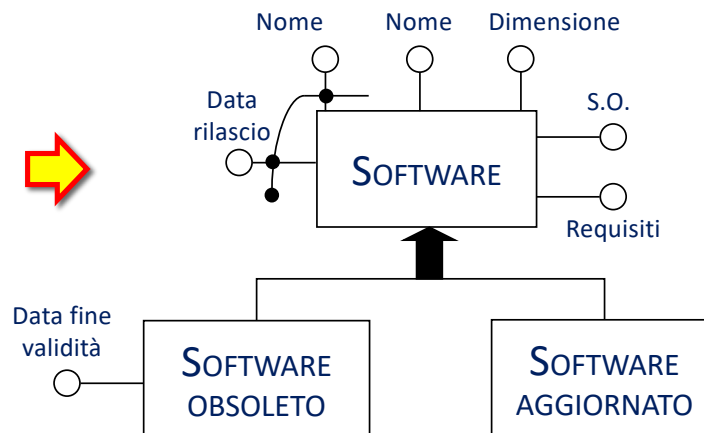 Nome
Nome
Dimensione
Data
rilascio
S.O.
SOFTWARE
Requisiti
Data fine
validità
SOFTWARE
OBSOLETO
SOFTWARE
AGGIORNATO